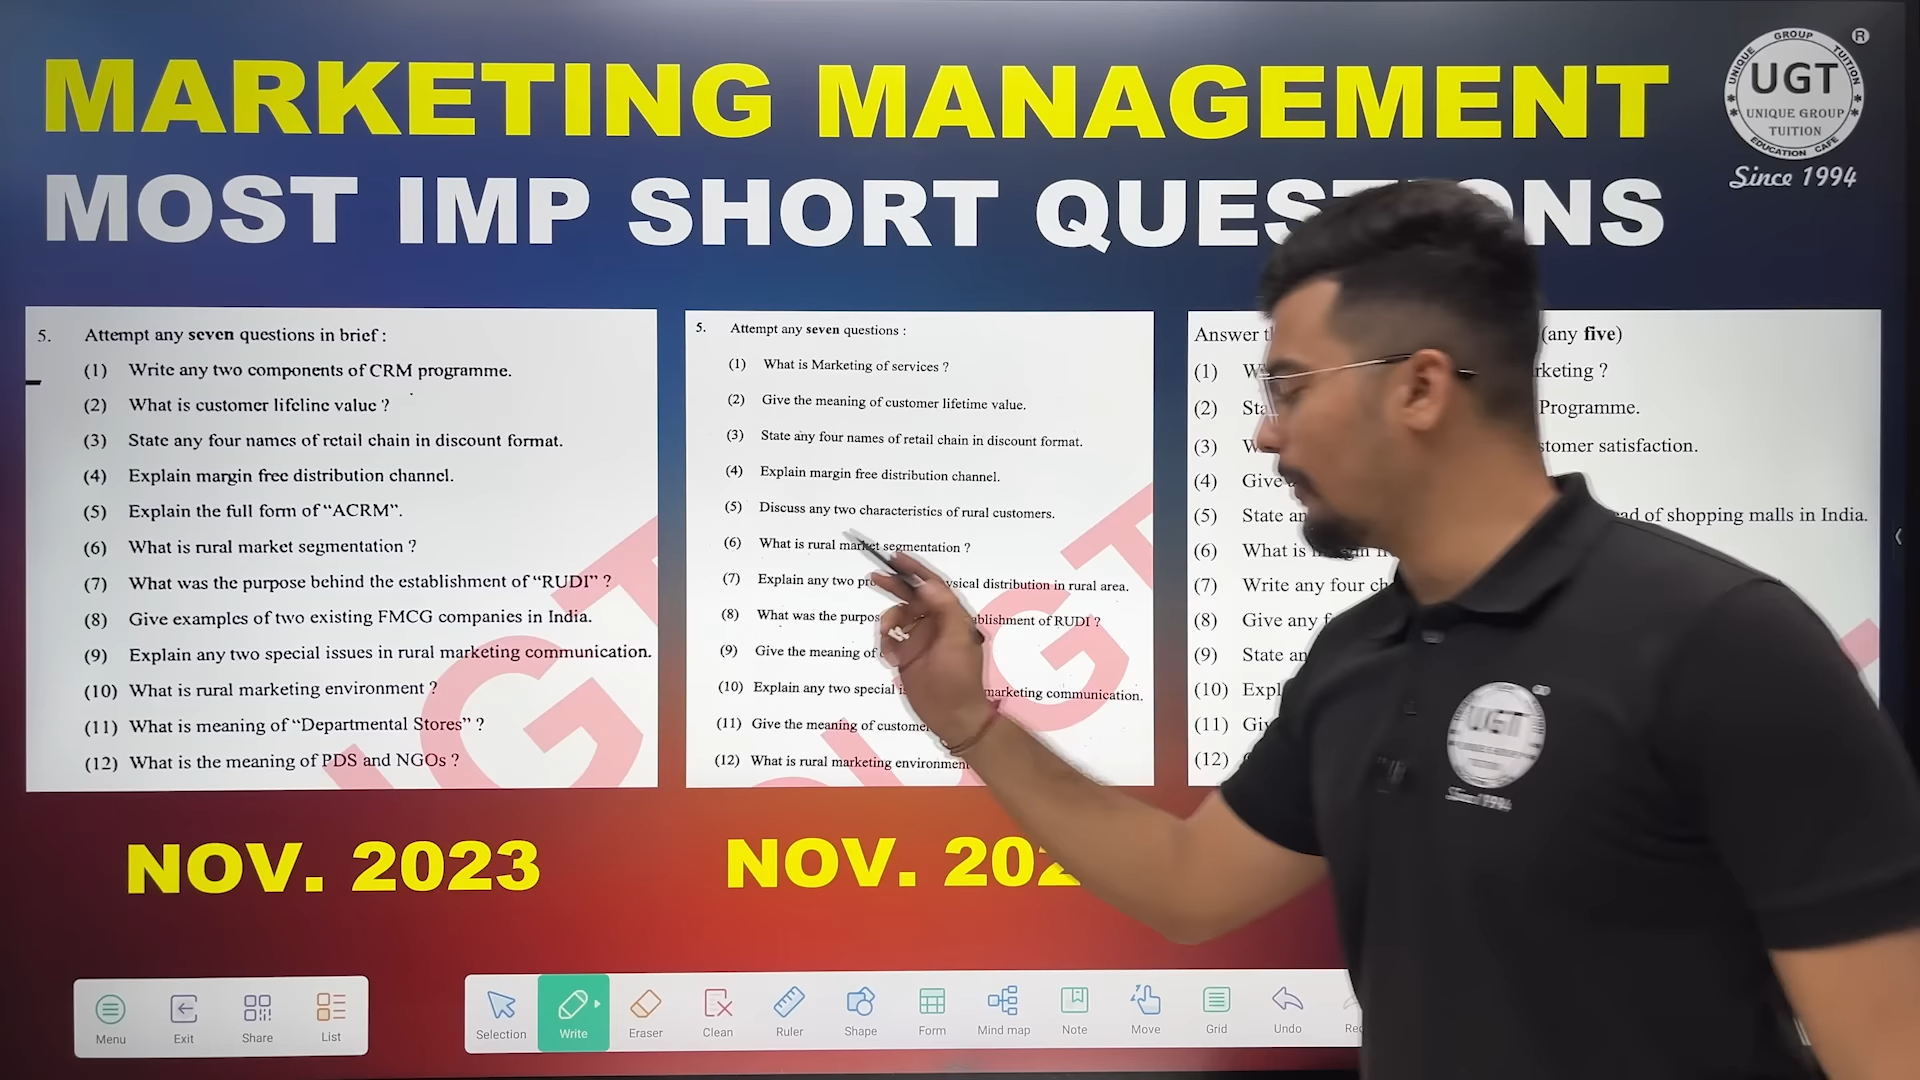 MARKETING MANAGEMENT
MOST IMP SHORT
NS
UNIQUE GROUP TUITION
UGT
UNIQUE GROUP
TUITION
EDUCATION CAFE
®
Since 1994
5. Attempt any seven questions in brief :
(1) Write any two components of CRM programme.
(2) What is customer lifeline value ?
(3) State any four names of retail chain in discount format.
(4) Explain margin free distribution channel.
(5) Explain the full form of “ACRM”.
(6) What is rural market segmentation ?
(7) What was the purpose behind the establishment of “RUDI” ?
(8) Give examples of two existing FMCG companies in India.
(9) Explain any two special issues in rural marketing communication.
(10) What is rural marketing environment ?
(11) What is meaning of “Departmental Stores” ?
(12) What is the meaning of PDS and NGOs ?
UGT
NOV. 2023
5. Attempt any seven questions :
(1) What is Marketing of services ?
(2) Give the meaning of customer lifetime value.
(3) State any four names of retail chain in discount format.
(4) Explain margin free distribution channel.
(5) Discuss any two characteristics of rural customers.
(6) What is rural market segmentation ?
(7) Explain any two distribution in rural area.
(8) What was the of RUDI ?
(9) Give the meaning of
(10) Explain any two special marketing communication.
(11) Give the meaning of
(12) What is rural marketing
UGT
NOV.
Answer (any five)
(1)
(2) Programme.
(3) satisfaction.
(4) Give
(5) State of shopping malls in India.
(6) What is
(7) Write any four
(8) Give any
(9) State
(10)
(11)
(12)
UGT
Since 1994
Menu
Exit
Share
List
Selection
Write
Eraser
Clean
Ruler
Shape
Form
Mind map
Note
Move
Grid
Undo